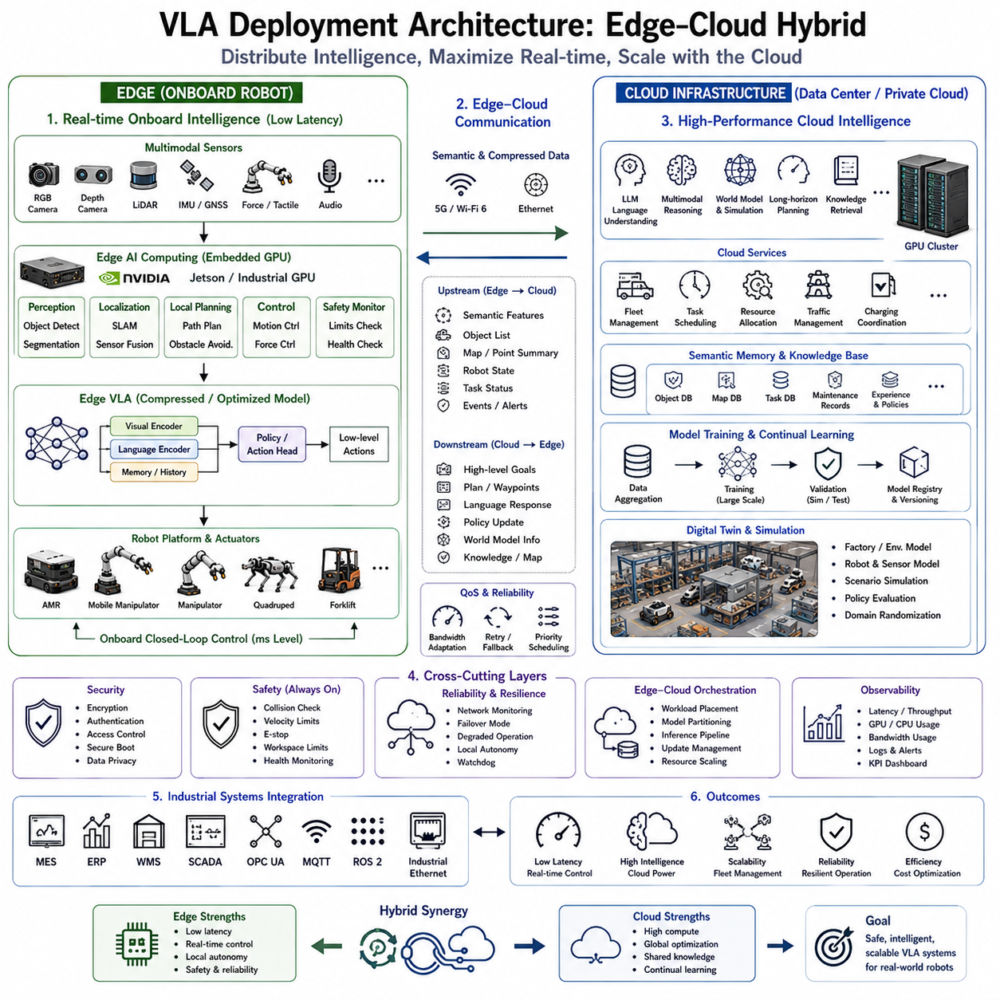 VLA Deployment Architecture: Edge–Cloud Hybrid
Distribute Intelligence, Maximize Real-time, Scale with the Cloud
EDGE (ONBOARD ROBOT)
1. Real-time Onboard Intelligence (Low Latency)
Multimodal Sensors
RGB
Camera
Depth
Camera
LiDAR
IMU / GNSS
Force / Tactile
Audio
...
Edge AI Computing (Embedded GPU)
NVIDIA
Jetson / Industrial GPU
Perception
Object Detect
Segmentation
Localization
SLAM
Sensor Fusion
Local Planning
Path Plan
Obstacle Avoid.
Control
Motion Ctrl
Force Ctrl
Safety Monitor
Limits Check
Health Check
Edge VLA (Compressed / Optimized Model)
Visual Encoder
Language Encoder
Memory / History
Policy /
Action Head
Low-level
Actions
Robot Platform & Actuators
AMR
Mobile Manipulator
Manipulator
Quadruped
Forklift
...
Onboard Closed-Loop Control (ms Level)
2. Edge–Cloud
Communication
Semantic & Compressed Data
5G / Wi-Fi 6
Ethernet
Upstream (Edge → Cloud)
Semantic Features
Object List
Map / Point Summary
Robot State
Task Status
Events / Alerts
Downstream (Cloud → Edge)
High-level Goals
Plan / Waypoints
Language Response
Policy Update
World Model Info
Knowledge / Map
QoS & Reliability
Bandwidth
Adaptation
Retry /
Fallback
Priority
Scheduling
CLOUD INFRASTRUCTURE (Data Center / Private Cloud)
3. High-Performance Cloud Intelligence
LLM
Language
Understanding
Multimodal
Reasoning
World Model
& Simulation
Long-horizon
Planning
Knowledge
Retrieval
...
GPU Cluster
Cloud Services
Fleet
Management
Task
Scheduling
Resource
Allocation
Traffic
Management
Charging
Coordination
...
Semantic Memory & Knowledge Base
Object DB
Map DB
Task DB
Maintenance
Records
Experience
& Policies
...
Model Training & Continual Learning
Data
Aggregation
Training
(Large Scale)
Validation
(Sim / Test)
Model Registry
& Versioning
Digital Twin & Simulation
• Factory / Env. Model
• Robot & Sensor Model
• Scenario Simulation
• Policy Evaluation
• Domain Randomization
4. Cross-Cutting Layers
Security
• Encryption
• Authentication
• Access Control
• Secure Boot
• Data Privacy
Safety (Always On)
• Collision Check
• Velocity Limits
• E-stop
• Workspace Limits
• Health Monitoring
Reliability & Resilience
• Network Monitoring
• Failover Mode
• Degraded Operation
• Local Autonomy
• Watchdog
Edge–Cloud Orchestration
• Workload Placement
• Model Partitioning
• Inference Pipeline
• Update Management
• Resource Scaling
Observability
• Latency / Throughput
• GPU / CPU Usage
• Bandwidth Usage
• Logs & Alerts
• KPI Dashboard
5. Industrial Systems Integration
MES
ERP
WMS
SCADA
OPC UA
MQTT
ROS 2
Industrial
Ethernet
6. Outcomes
Low Latency
Real-time Control
High Intelligence
Cloud Power
Scalability
Fleet Management
Reliability
Resilient Operation
$
Efficiency
Cost Optimization
Edge Strengths
• Low latency
• Real-time control
• Local autonomy
• Safety & reliability
Hybrid Synergy
Cloud Strengths
• High compute
• Global optimization
• Shared knowledge
• Continual learning
Goal
Safe, intelligent,
scalable VLA systems
for real-world robots